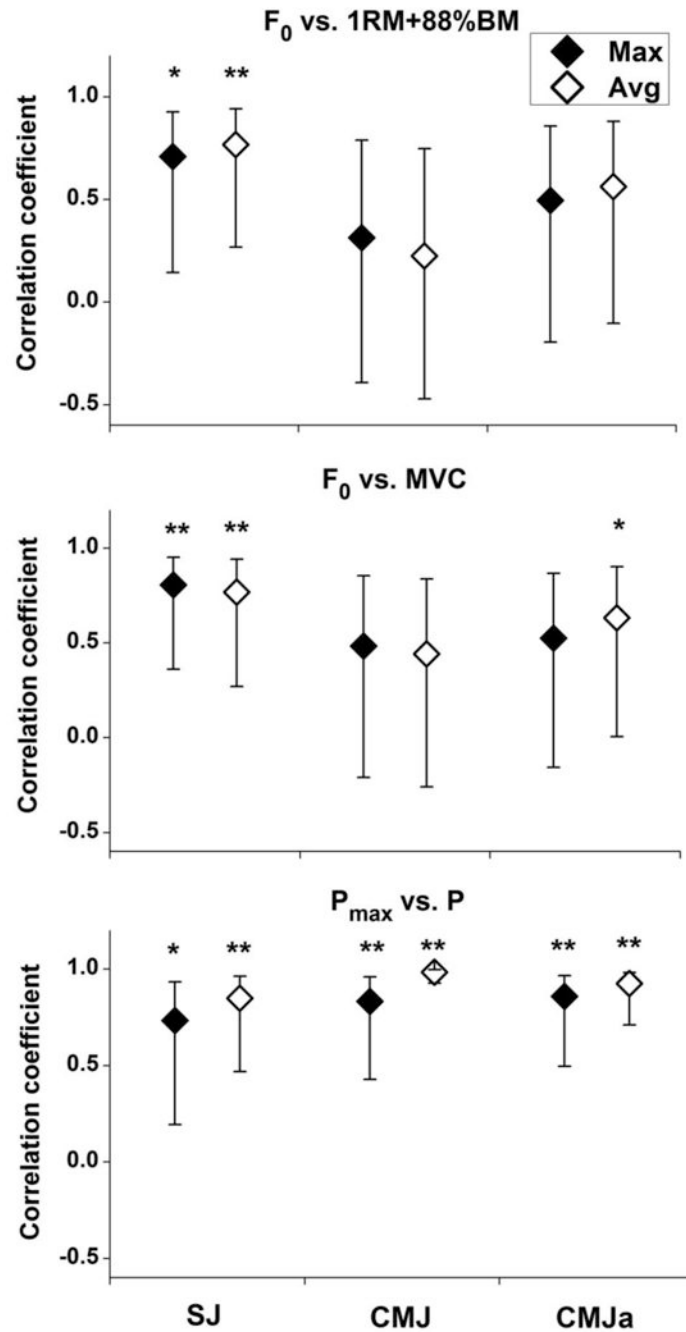 F0 vs. 1RM+88%BM
Max
Avg
* **
1.0
0.5
0.0
-0.5
Correlation coefficient
F0 vs. MVC
** ** *
1.0
0.5
0.0
-0.5
Correlation coefficient
Pmax vs. P
* ** ** ** ** **
1.0
0.5
0.0
-0.5
Correlation coefficient
SJ CMJ CMJa